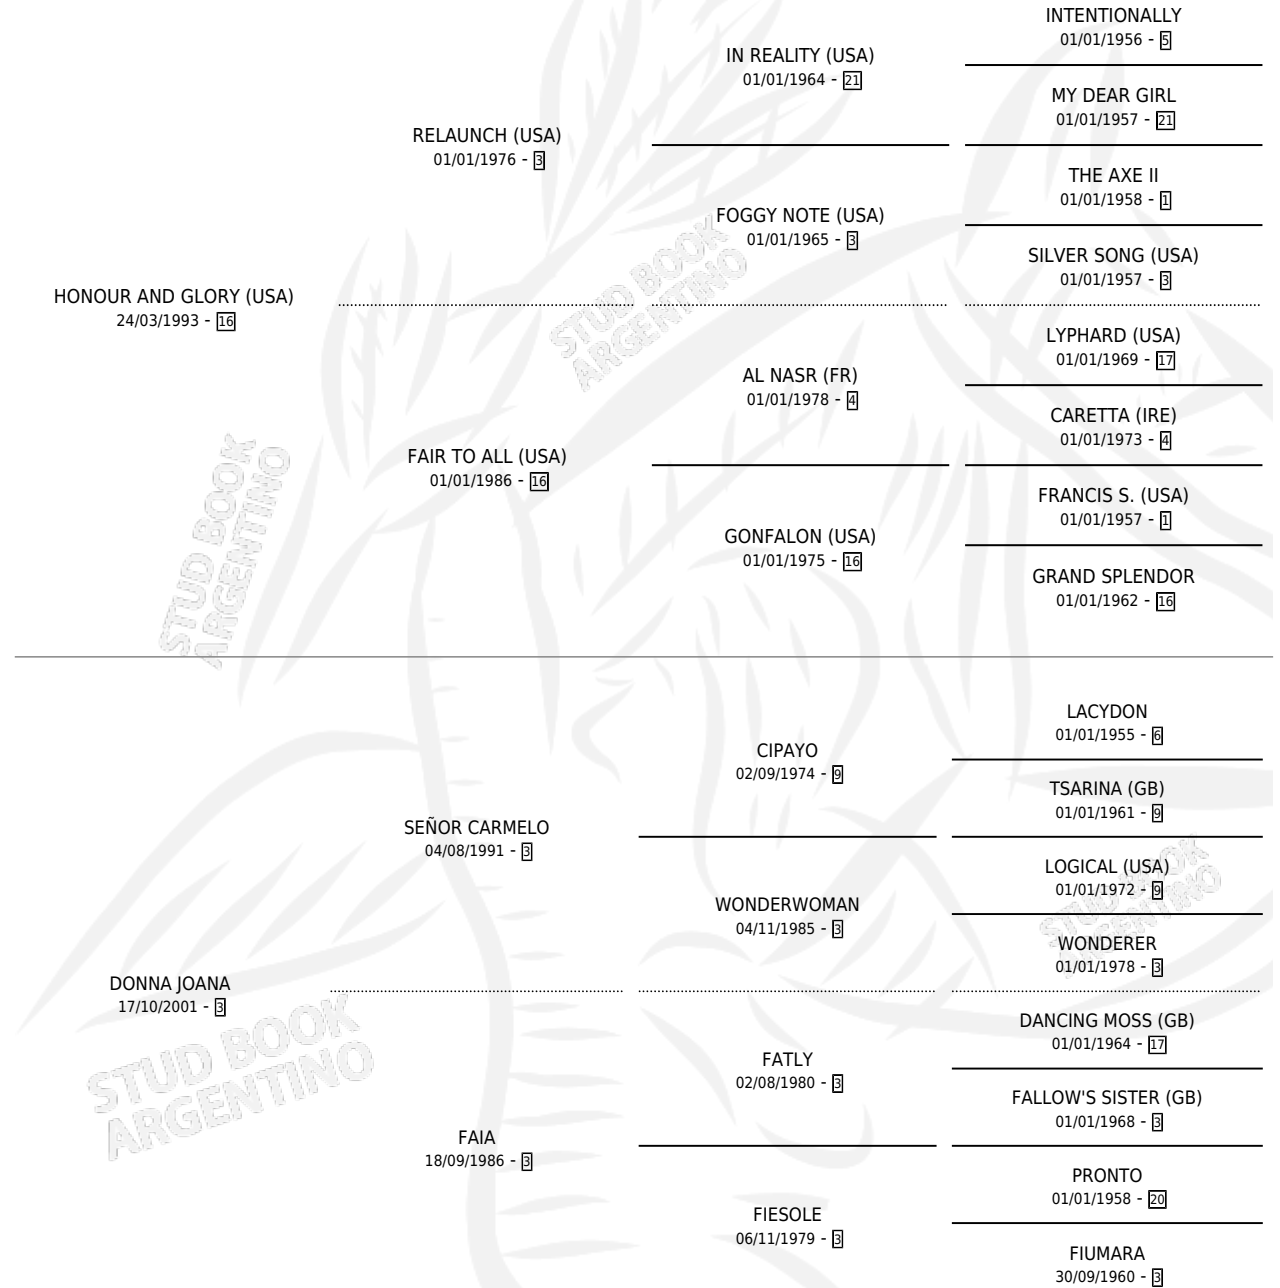 INTENTIONALLY
01/01/1956 - 5
IN REALITY (USA)
01/01/1964 - 21
MY DEAR GIRL
01/01/1957 - 21
RELAUNCH (USA)
01/01/1976 - 3
THE AXE II
01/01/1958 - 1
FOGGY NOTE (USA)
01/01/1965 - 3
SILVER SONG (USA)
01/01/1957 - 3
HONOUR AND GLORY (USA)
24/03/1993 - 16
LYPHARD (USA)
01/01/1969 - 17
AL NASR (FR)
01/01/1978 - 4
CARETTA (IRE)
01/01/1973 - 4
FAIR TO ALL (USA)
01/01/1986 - 16
FRANCIS S. (USA)
01/01/1957 - 1
GONFALON (USA)
01/01/1975 - 16
GRAND SPLENDOR
01/01/1962 - 16
LACYDON
01/01/1955 - 6
CIPAYO
02/09/1974 - 9
TSARINA (GB)
01/01/1961 - 9
SEÑOR CARMELO
04/08/1991 - 3
LOGICAL (USA)
01/01/1972 - 9
WONDERWOMAN
04/11/1985 - 3
WONDERER
01/01/1978 - 3
DONNA JOANA
17/10/2001 - 3
DANCING MOSS (GB)
01/01/1964 - 17
FATLY
02/08/1980 - 3
FALLOW'S SISTER (GB)
01/01/1968 - 3
FAIA
18/09/1986 - 3
PRONTO
01/01/1958 - 20
FIESOLE
06/11/1979 - 3
FIUMARA
30/09/1960 - 3
STUD BOOK
ARGENTINO
STUD BOOK
ARGENTINO
STUD BOOK
ARGENTINO
STUD BOOK
ARGENTINO